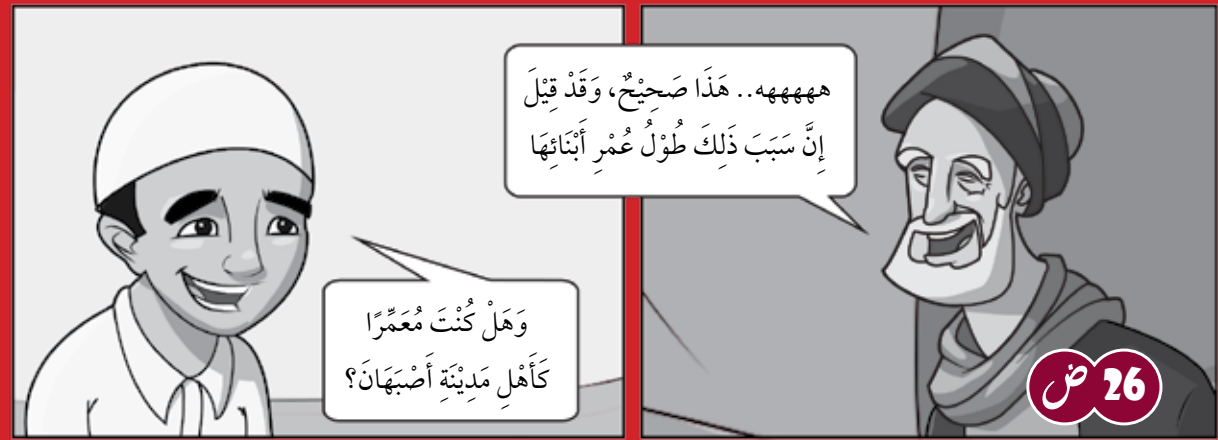 هههههه.. هَذَا صَحِيْحٌ، وَقَدْ قِيْلَ
إِنَّ سَبَبَ ذَلِكَ طُوْلُ عُمْرِ أَبْنَائِهَا
وَهَلْ كُنْتَ مُعَمِّرًا
كَأَهْلِ مَدِيْنَةِ أَصْبَهَانَ؟
26 ض